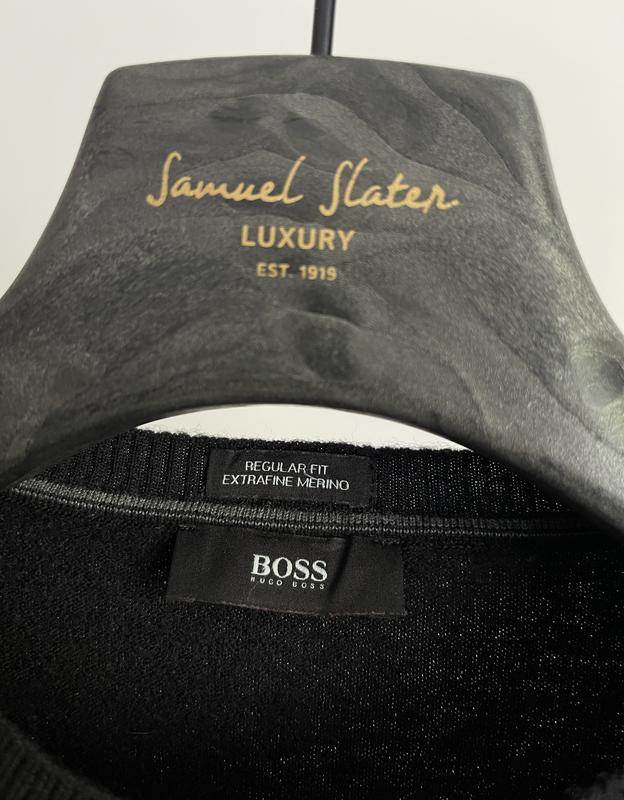 Samuel Slater
LUXURY
EST. 1919
REGULAR FIT
EXTRAFINE MERINO
BOSS
HUGO BOSS